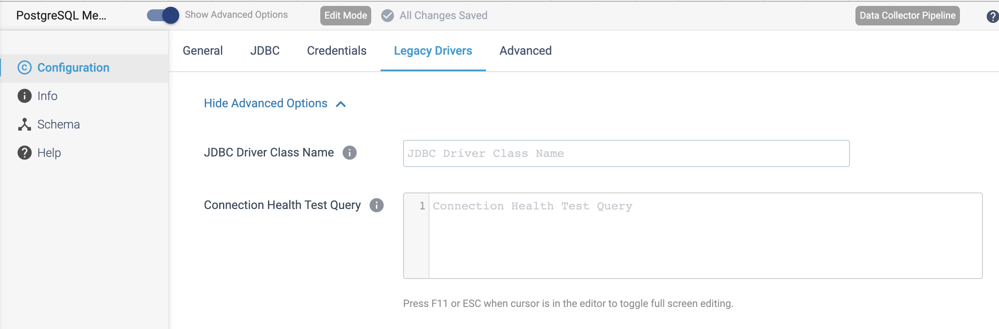 PostgreSQL Me...
Show Advanced Options
Edit Mode
All Changes Saved
Data Collector Pipeline
?
Configuration
Info
Schema
Help
General
JDBC
Credentials
Legacy Drivers
Advanced
Hide Advanced Options
JDBC Driver Class Name
JDBC Driver Class Name
Connection Health Test Query
1 Connection Health Test Query
Press F11 or ESC when cursor is in the editor to toggle full screen editing.